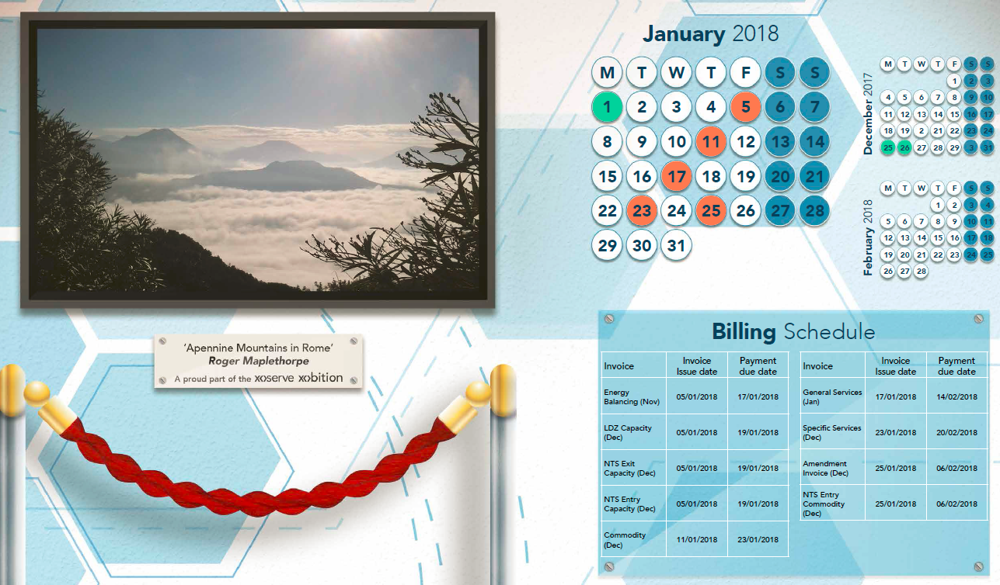 January 2018
M T W T F S S
1 2 3 4 5 6 7
8 9 10 11 12 13 14
15 16 17 18 19 20 21
22 23 24 25 26 27 28
29 30 31
December 2017
M T W T F S S
1 2 3
4 5 6 7 8 9 10
11 12 13 14 15 16 17
18 19 2 21 22 23 24
25 26 27 28 29 3 31
February 2018
M T W T F S S
1 2 3 4
5 6 7 8 9 10 11
12 13 14 15 16 17 18
19 20 21 22 23 24 25
26 27 28
'Apennine Mountains in Rome'
Roger Maplethorpe
A proud part of the xoserve xobition
Billing Schedule
Invoice Invoice Issue date Payment due date
Energy Balancing (Nov) 05/01/2018 17/01/2018
LDZ Capacity (Dec) 05/01/2018 19/01/2018
NTS Exit Capacity (Dec) 05/01/2018 19/01/2018
NTS Entry Capacity (Dec) 05/01/2018 19/01/2018
Commodity (Dec) 11/01/2018 23/01/2018
Invoice Invoice Issue date Payment due date
General Services (Jan) 17/01/2018 14/02/2018
Specific Services (Dec) 23/01/2018 20/02/2018
Amendment Invoice (Dec) 25/01/2018 06/02/2018
NTS Entry Commodity (Dec) 25/01/2018 06/02/2018